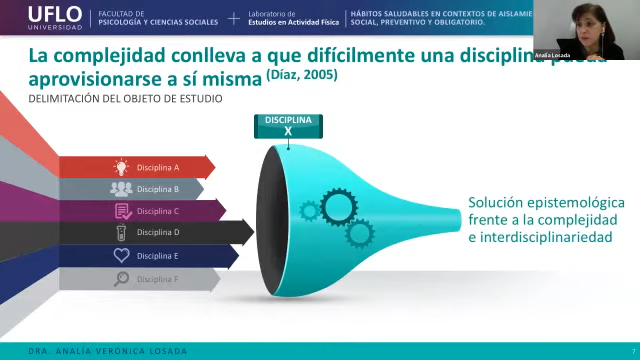 UFLO
UNIVERSIDAD
FACULTAD DE
PSICOLOGÍA Y CIENCIAS SOCIALES
Laboratorio de
Estudios en Actividad Física
HÁBITOS SALUDABLES EN CONTEXTOS DE AISLAMIE
SOCIAL, PREVENTIVO Y OBLIGATORIO.
Analía Losada
La complejidad conlleva a que difícilmente una disciplina pueda
aprovisionarse a sí misma (Díaz, 2005)
DELIMITACIÓN DEL OBJETO DE ESTUDIO
DISCIPLINA
X
Disciplina A
Disciplina B
Disciplina C
Disciplina D
Disciplina E
Disciplina F
Solución epistemológica
frente a la complejidad
e interdisciplinariedad
DRA. ANALÍA VERÓNICA LOSADA
7